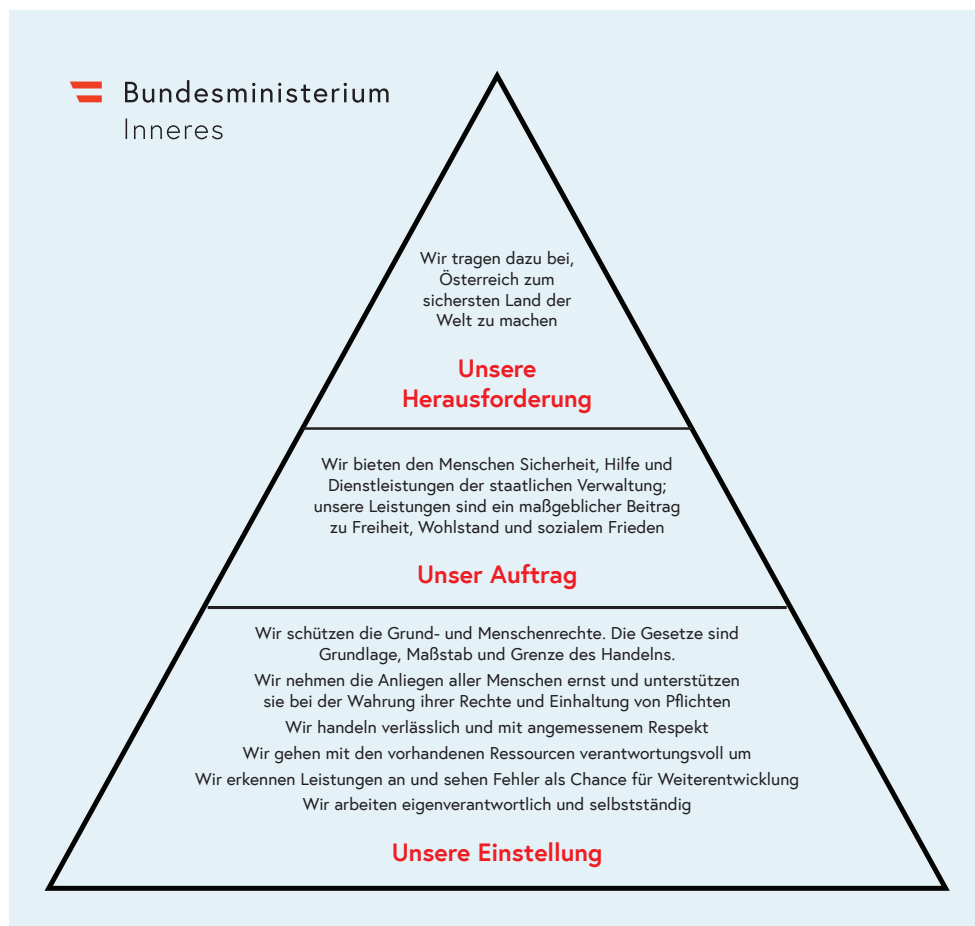 Bundesministerium
Inneres
Wir tragen dazu bei,
Österreich zum
sichersten Land der
Welt zu machen
Unsere
Herausforderung
Wir bieten den Menschen Sicherheit, Hilfe und
Dienstleistungen der staatlichen Verwaltung;
unsere Leistungen sind ein maßgeblicher Beitrag
zu Freiheit, Wohlstand und sozialem Frieden
Unser Auftrag
Wir schützen die Grund- und Menschenrechte. Die Gesetze sind
Grundlage, Maßstab und Grenze des Handelns.
Wir nehmen die Anliegen aller Menschen ernst und unterstützen
sie bei der Wahrung ihrer Rechte und Einhaltung von Pflichten
Wir handeln verlässlich und mit angemessenem Respekt
Wir gehen mit den vorhandenen Ressourcen verantwortungsvoll um
Wir erkennen Leistungen an und sehen Fehler als Chance für Weiterentwicklung
Wir arbeiten eigenverantwortlich und selbstständig
Unsere Einstellung